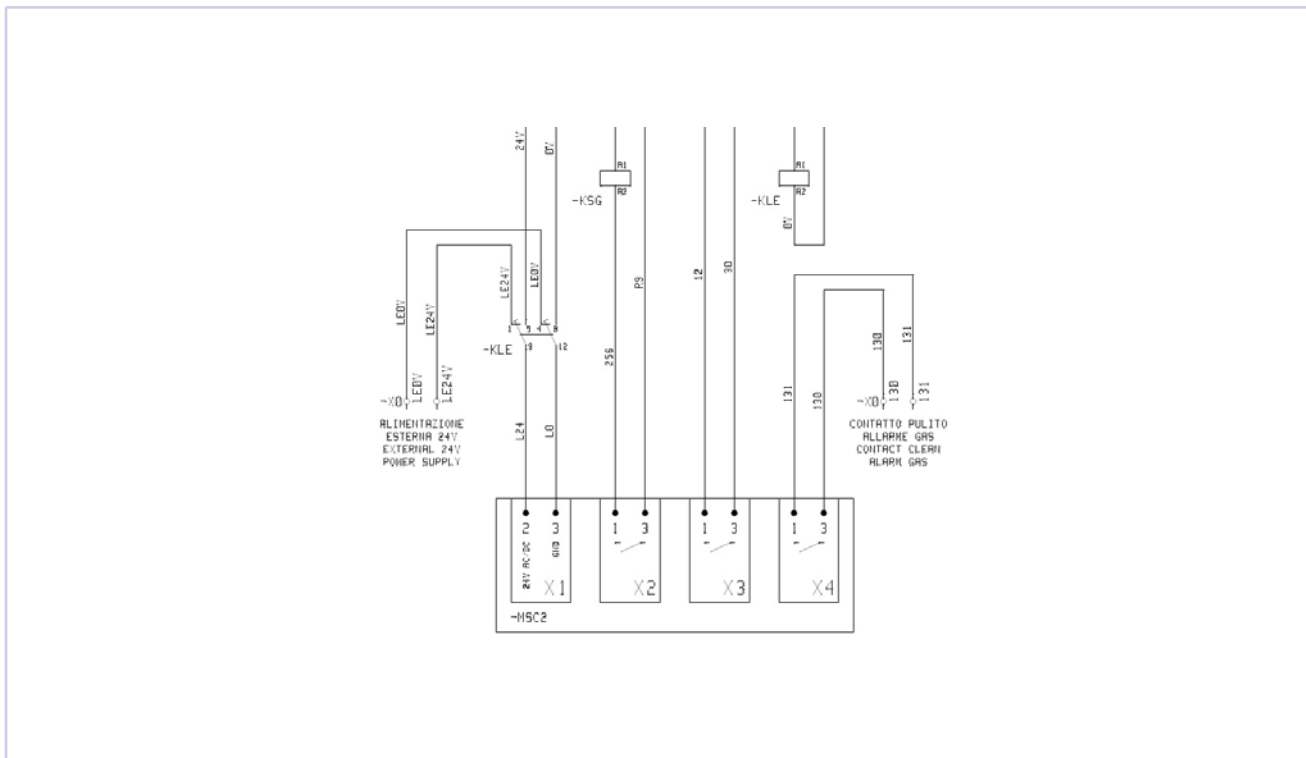 24V
0V
A1
A2
-KSG
A1
A2
-KLE
0V
LE24V
LE0V
LE0V
LE24V
1
5
4
8
9
12
-KLE
256
P9
12
90
131
130
130
131
-X0
LE0V
LE24V
ALIMENTAZIONE
ESTERNA 24V
EXTERNAL 24V
POWER SUPPLY
L24
L0
-X0
130
131
CONTATTO PULITO
ALLARME GAS
CONTACT CLEAN
ALARM GAS
2
3
1
3
1
3
1
3
24V AC/DC
GND
X1
X2
X3
X4
-MSC2